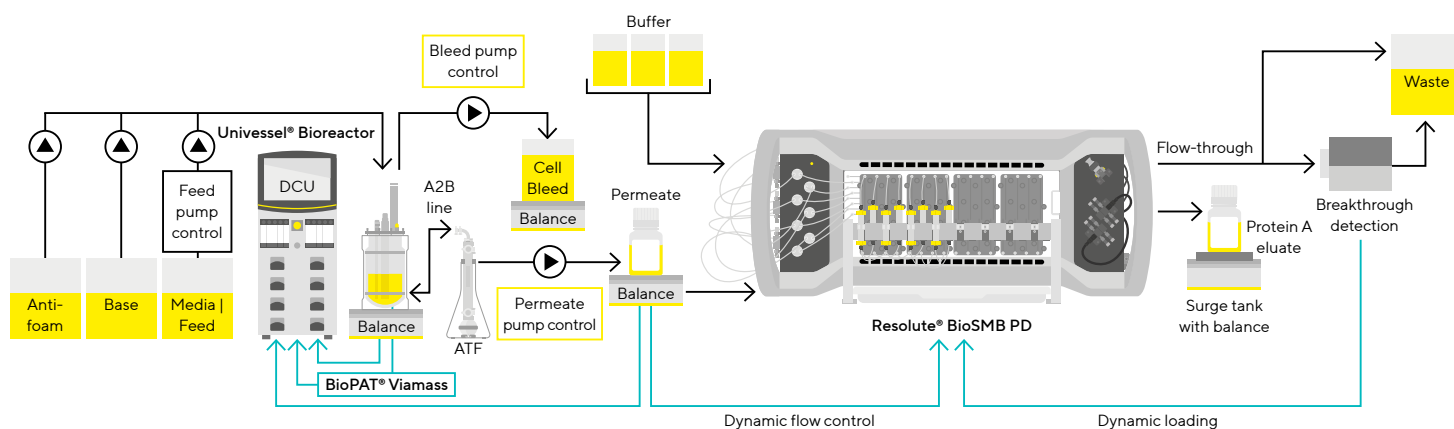 Buffer
Bleed pump
control
Waste
Univessel® Bioreactor
DCU
Feed
pump
control
A2B
line
Cell
Bleed
Balance
Permeate
Flow-through
Breakthrough
detection
Protein A
eluate
Anti-
foam
Base
Media |
Feed
Balance
ATF
Permeate
pump control
Balance
Surge tank
with balance
Resolute® BioSMB PD
BioPAT® Viamass
Dynamic flow control
Dynamic loading